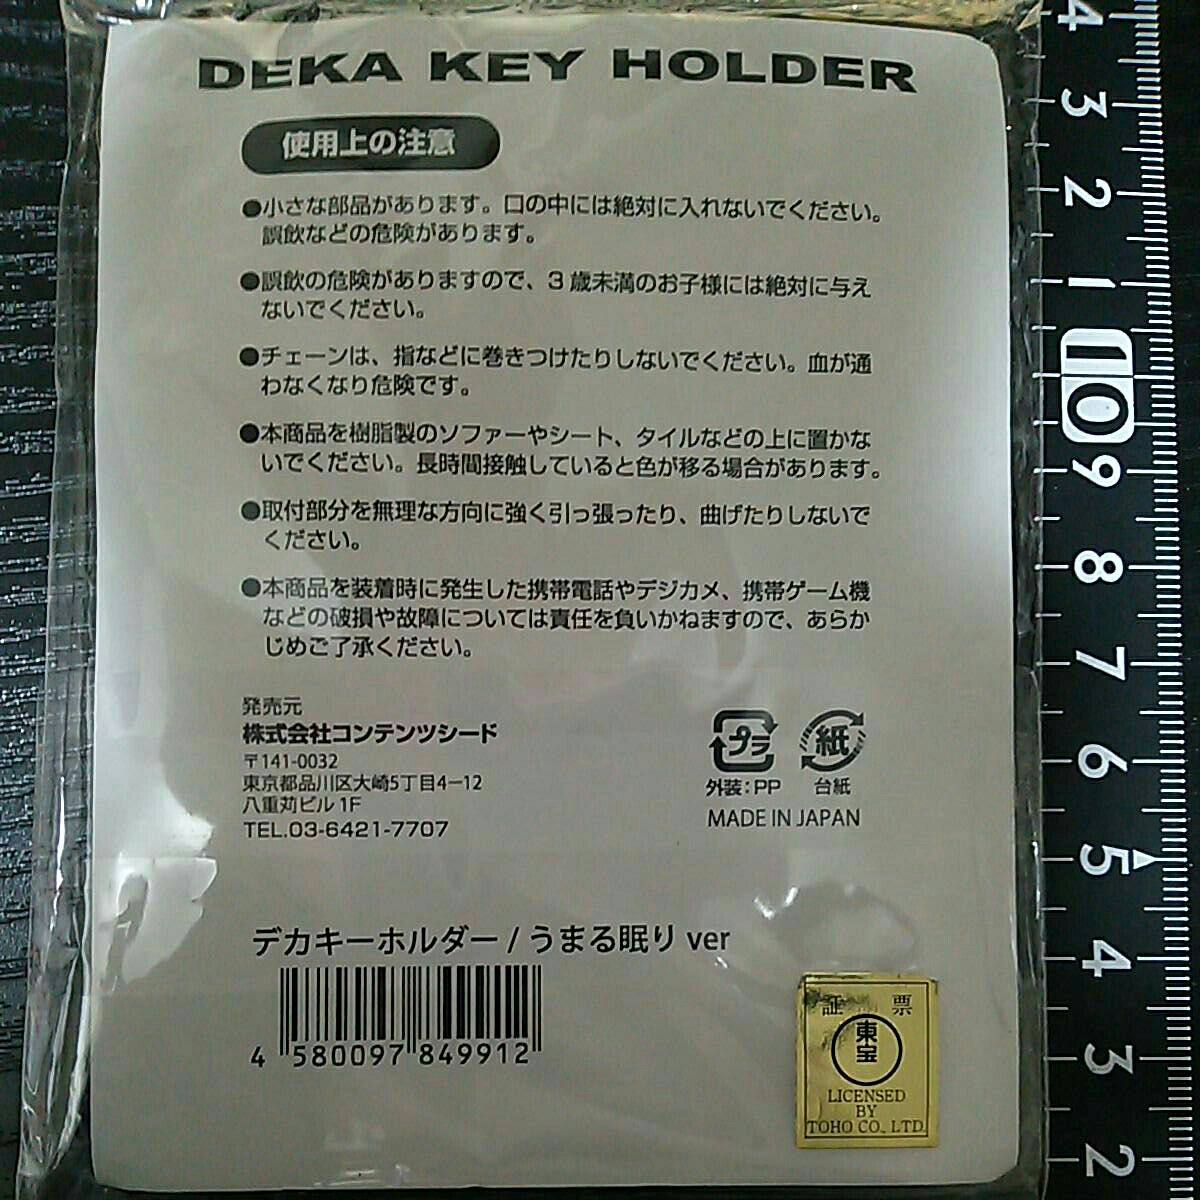 DEKA KEY HOLDER
使用上の注意
●小さな部品があります。口の中には絶対に入れないでください。
誤飲などの危険があります。
●誤飲の危険がありますので、3歳未満のお子様には絶対に与え
ないでください。
●チェーンは、指などに巻きつけたりしないでください。血が通
わなくなり危険です。
●本商品を樹脂製のソファーやシート、タイルなどの上に置かな
いでください。長時間接触していると色が移る場合があります。
●取付部分を無理な方向に強く引っ張ったり、曲げたりしないで
ください。
●本商品を装着時に発生した携帯電話やデジカメ、携帯ゲーム機
などの破損や故障については責任を負いかねますので、あらか
じめご了承ください。
発売元
株式会社コンテンツシード
〒141-0032
東京都品川区大崎5丁目4-12
八重苅ビル1F
TEL.03-6421-7707
プラ
紙
外装:PP
台紙
MADE IN JAPAN
デカキーホルダー/うまる眠りver
4 580097 849912
証 票
東宝
LICENSED
BY
TOHO CO., LTD.
4
3
2
1
10
9
8
7
6
5
4
3
2